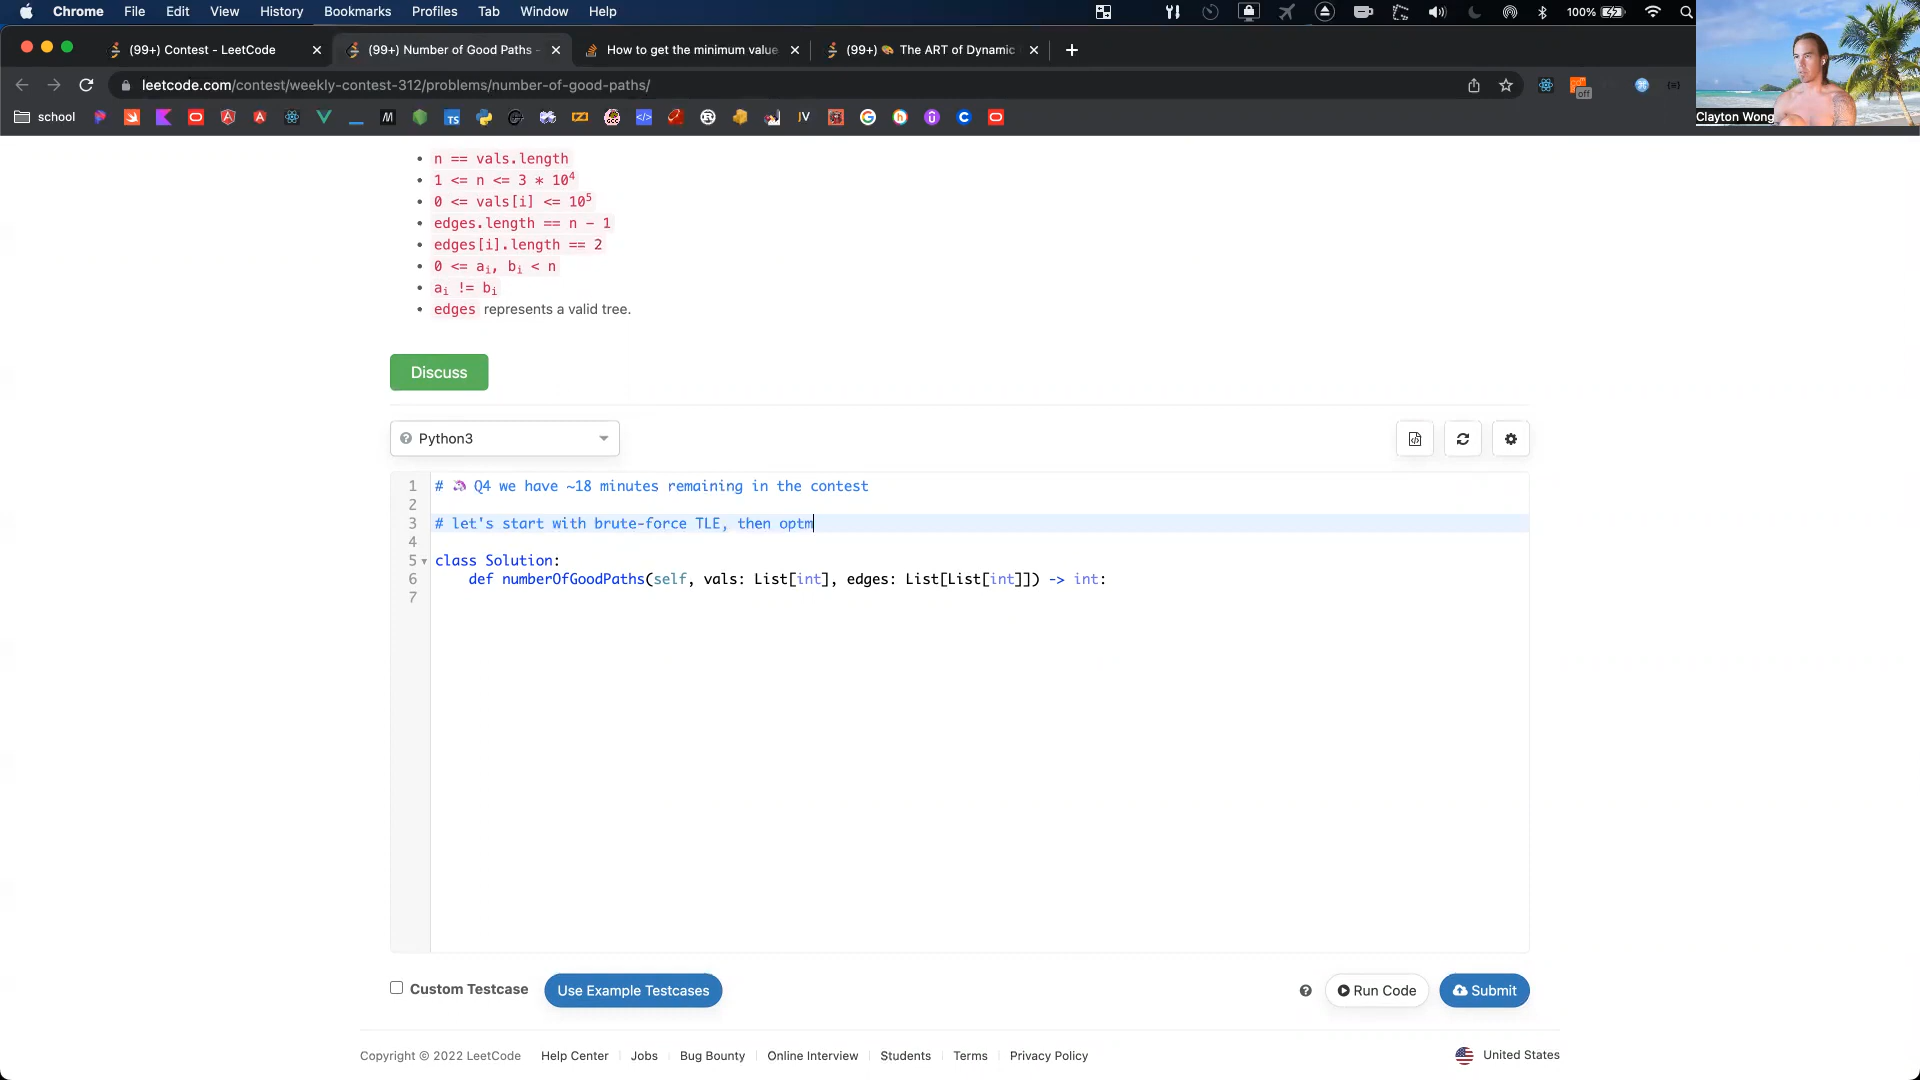 Chrome File Edit View History Bookmarks Profiles Tab Window Help 100%
(99+) Contest - LeetCode (99+) Number of Good Paths - How to get the minimum value (99+) 🎨 The ART of Dynamic
leetcode.com/contest/weekly-contest-312/problems/number-of-good-paths/
off
Clayton Wong
school
n == vals.length
1 <= n <= 3 * 10⁴
0 <= vals[i] <= 10⁵
edges.length == n - 1
edges[i].length == 2
0 <= aᵢ, bᵢ < n
aᵢ != bᵢ
edges represents a valid tree.
Discuss
Python3
1 # 🦄 Q4 we have ~18 minutes remaining in the contest
2
3 # let's start with brute-force TLE, then optm
4
5 class Solution:
6 def numberOfGoodPaths(self, vals: List[int], edges: List[List[int]]) -> int:
7
Custom Testcase Use Example Testcases Run Code Submit
Copyright © 2022 LeetCode Help Center Jobs Bug Bounty Online Interview Students Terms Privacy Policy United States